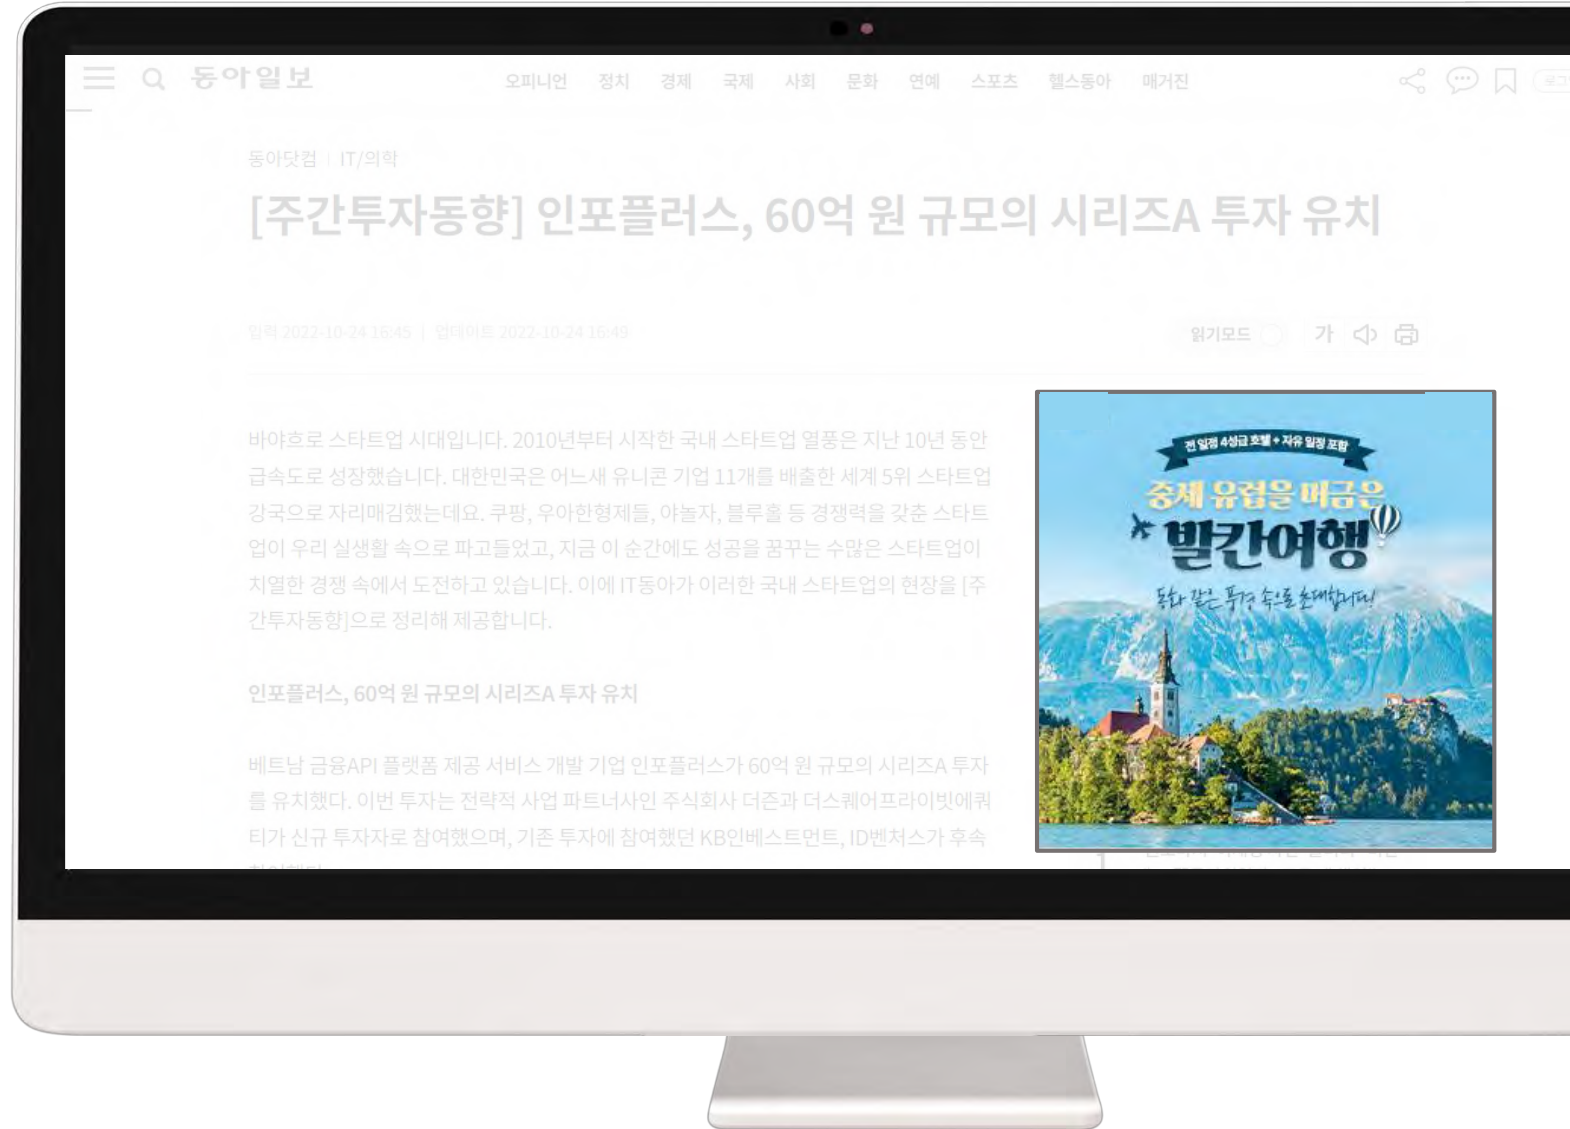 동아일보
오피니언 정치 경제 국제 사회 문화 연예 스포츠 헬스동아 매거진
동아닷컴 | IT/의학
[주간투자동향] 인포플러스, 60억 원 규모의 시리즈A 투자 유치
입력 2022-10-24 16:45 | 업데이트 2022-10-24 16:49
읽기모드 가
바야흐로 스타트업 시대입니다. 2010년부터 시작한 국내 스타트업 열풍은 지난 10년 동안
급속도로 성장했습니다. 대한민국은 어느새 유니콘 기업 11개를 배출한 세계 5위 스타트업
강국으로 자리매김했는데요. 쿠팡, 우아한형제들, 야놀자, 블루홀 등 경쟁력을 갖춘 스타트
업이 우리 실생활 속으로 파고들었고, 지금 이 순간에도 성공을 꿈꾸는 수많은 스타트업이
치열한 경쟁 속에서 도전하고 있습니다. 이에 IT동아가 이러한 국내 스타트업의 현장을 [주
간투자동향]으로 정리해 제공합니다.
인포플러스, 60억 원 규모의 시리즈A 투자 유치
베트남 금융API 플랫폼 제공 서비스 개발 기업 인포플러스가 60억 원 규모의 시리즈A 투자
를 유치했다. 이번 투자는 전략적 사업 파트너사인 주식회사 더즌과 더스퀘어프라이빗에쿼
티가 신규 투자자로 참여했으며, 기존 투자에 참여했던 KB인베스트먼트, ID벤처스가 후속
전 일정 4성급 호텔 + 자유 일정 포함
중세 유럽을 머금은
발칸여행
동화 같은 풍경 속으로 초대합니다!